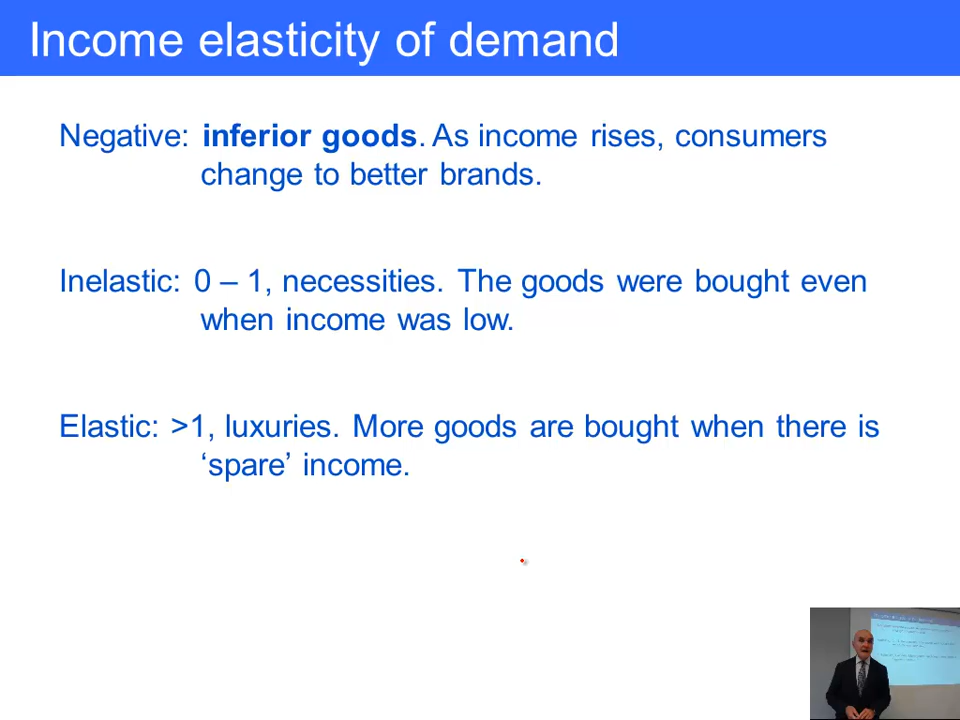 Income elasticity of demand
Negative: inferior goods. As income rises, consumers
change to better brands.
Inelastic: 0 – 1, necessities. The goods were bought even
when income was low.
Elastic: >1, luxuries. More goods are bought when there is
‘spare’ income.